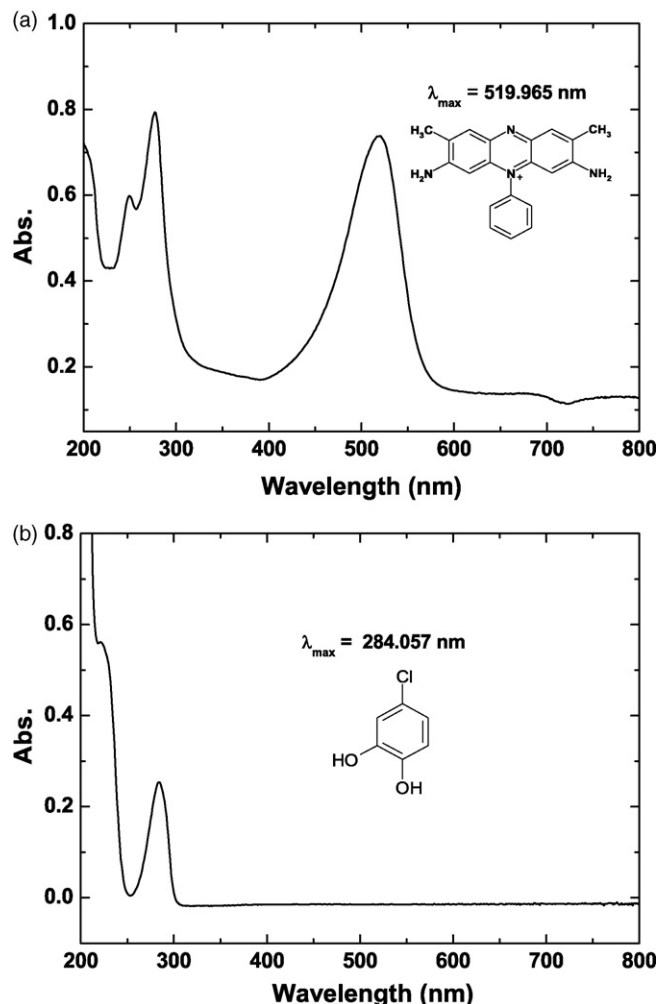 (a)
1.0
0.8
0.6
0.4
0.2
Abs.
λmax = 519.965 nm
H₃C
N
CH₃
H₂N
N+
NH₂
200 300 400 500 600 700 800
Wavelength (nm)
(b)
0.8
0.6
0.4
0.2
0.0
Abs.
λmax = 284.057 nm
Cl
HO
OH
200 300 400 500 600 700 800
Wavelength (nm)